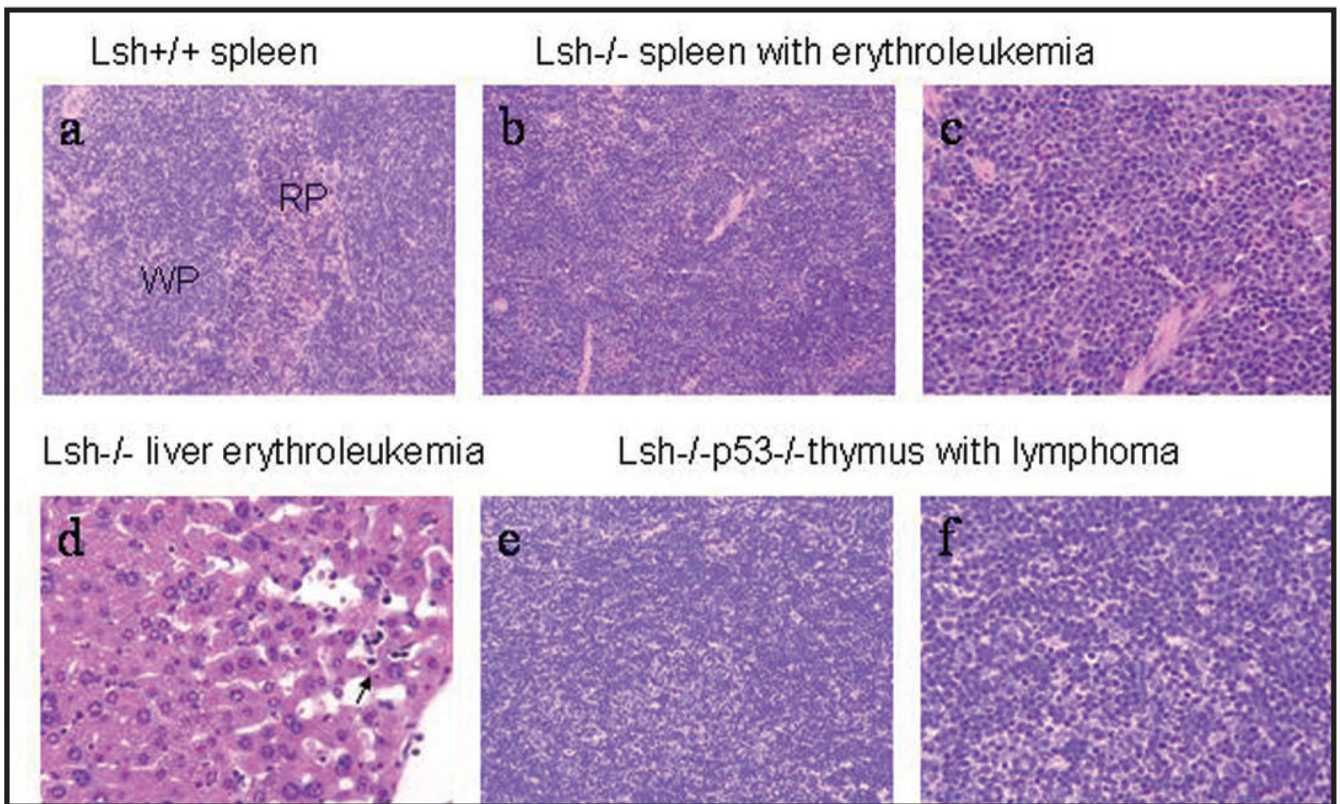 Lsh+/+ spleen
Lsh-/- spleen with erythroleukemia
a
RP
WP
b
c
Lsh-/- liver erythroleukemia
Lsh-/-p53-/-thymus with lymphoma
d
e
f